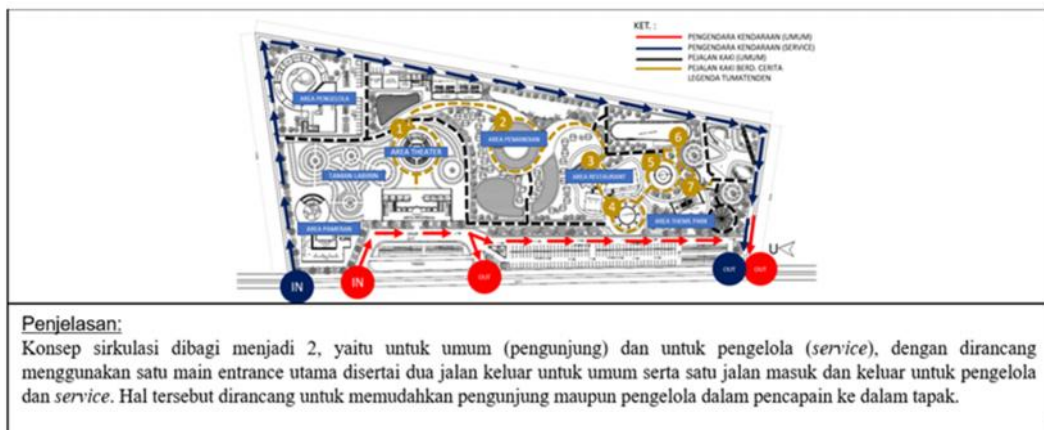 KET. :
PENGENDARA KENDARAAN (UMUM)
PENGENDARA KENDARAAN (SERVICE)
PEJALAN KAKI (UMUM)
PEJALAN KAKI BERD. CERITA
LEGENDA TUMATENDEN
AREA PENGELOLA
1
2
AREA THEATER
AREA PEMANDIAN
6
3
5
TAMAN LABIRIN
AREA RESTAURANT
7
4
AREA PAMERAN
AREA THEME PARK
U
IN
IN
OUT
OUT
OUT
Penjelasan:
Konsep sirkulasi dibagi menjadi 2, yaitu untuk umum (pengunjung) dan untuk pengelola (service), dengan dirancang
menggunakan satu main entrance utama disertai dua jalan keluar untuk umum serta satu jalan masuk dan keluar untuk pengelola
dan service. Hal tersebut dirancang untuk memudahkan pengunjung maupun pengelola dalam pencapain ke dalam tapak.